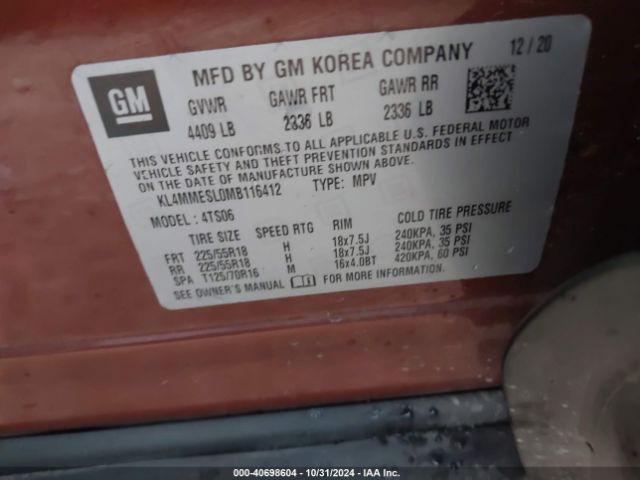 GM
MFD BY GM KOREA COMPANY 12 / 20
GVWR GAWR FRT GAWR RR
4409 LB 2336 LB 2336 LB
THIS VEHICLE CONFORMS TO ALL APPLICABLE U.S. FEDERAL MOTOR
VEHICLE SAFETY AND THEFT PREVENTION STANDARDS IN EFFECT
ON THE DATE OF MANUFACTURE SHOWN ABOVE.
KL4MMESL0MB116412 TYPE: MPV
MODEL: 4TS06
TIRE SIZE SPEED RTG RIM COLD TIRE PRESSURE
FRT 225/55R18 H 18x7.5J 240KPA, 35 PSI
RR 225/55R18 H 18x7.5J 240KPA, 35 PSI
SPA T125/70R16 M 16x4.0BT 420KPA, 60 PSI
SEE OWNER'S MANUAL FOR MORE INFORMATION.
000-40698604 - 10/31/2024 - IAA Inc.